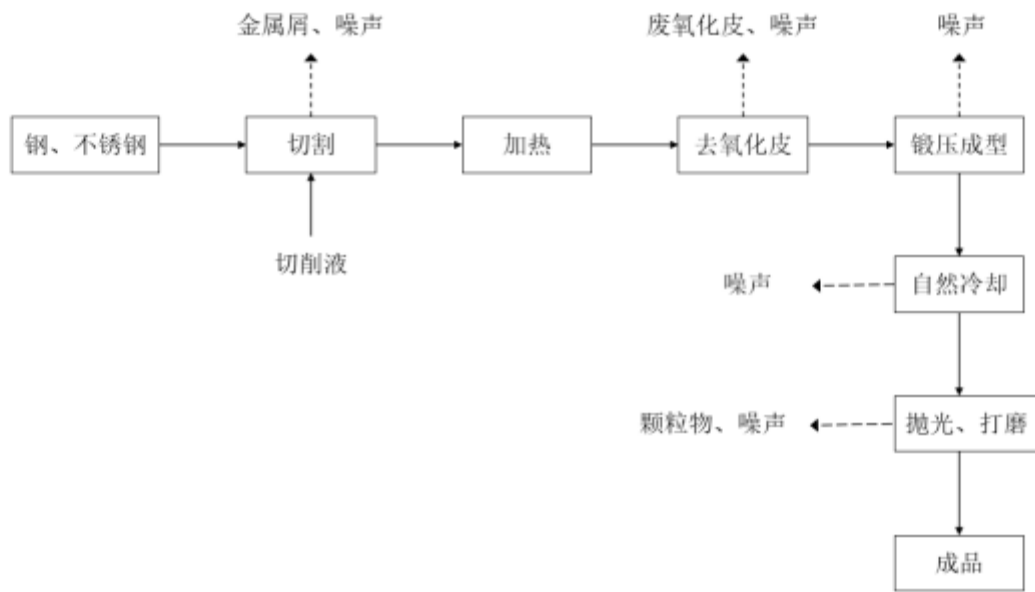 金属屑、噪声
废氧化皮、噪声
噪声
钢、不锈钢
切割
加热
去氧化皮
锻压成型
切削液
噪声
自然冷却
颗粒物、噪声
抛光、打磨
成品